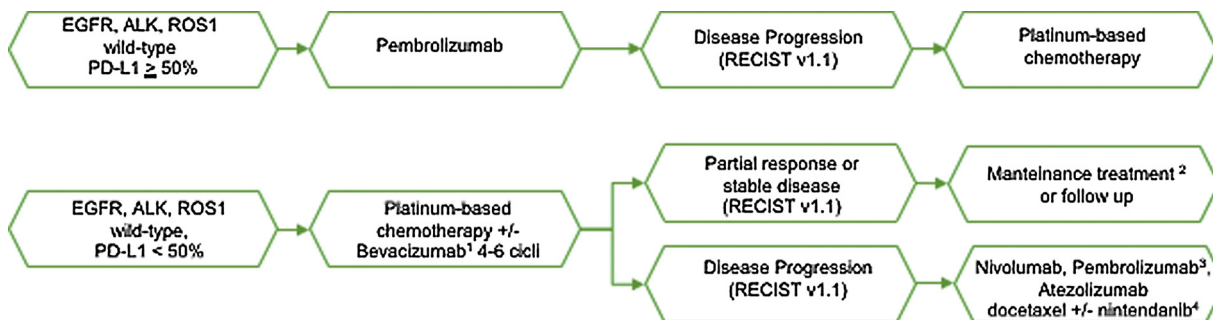 EGFR, ALK, ROS1
wild-type
PD-L1 ≥ 50%
Pembrolizumab
Disease Progression
(RECIST v1.1)
Platinum-based
chemotherapy
EGFR, ALK, ROS1
wild-type,
PD-L1 < 50%
Platinum-based
chemotherapy +/-
Bevacizumab¹ 4-6 cicli
Partial response or
stable disease
(RECIST v1.1)
Manteinance treatment ²
or follow up
Disease Progression
(RECIST v1.1)
Nivolumab, Pembrolizumab³,
Atezolizumab
docetaxel +/- nintendanib⁴